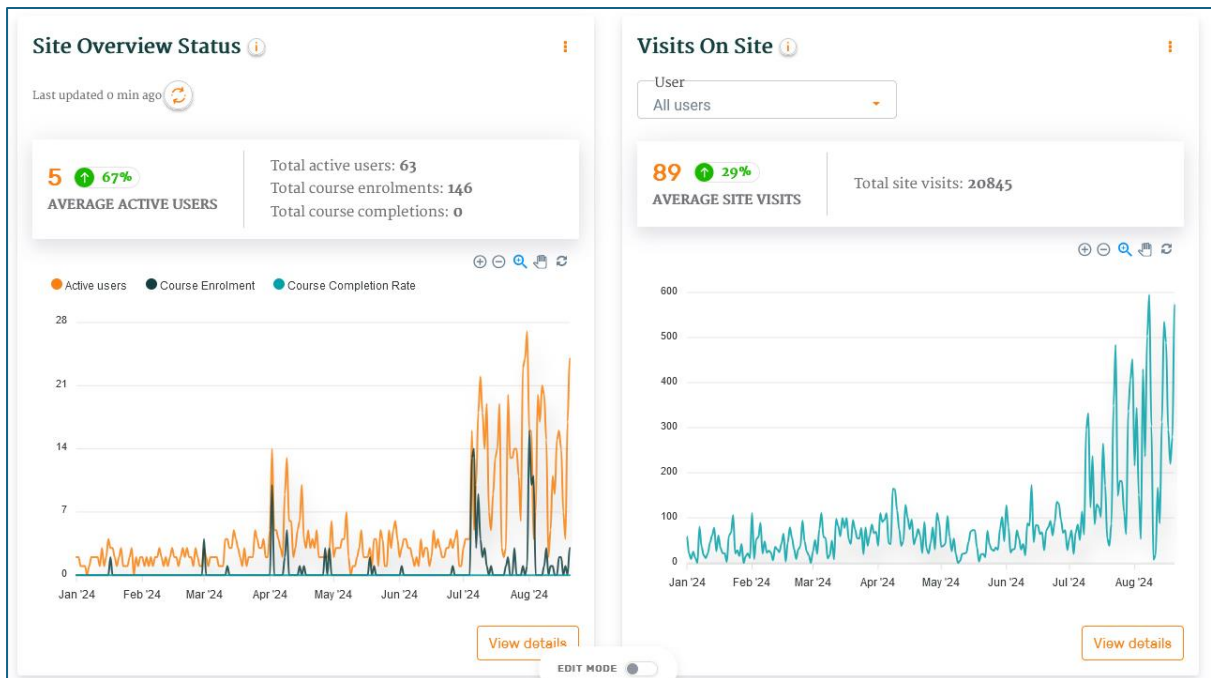 Site Overview Status
Last updated 0 min ago
5 67%
AVERAGE ACTIVE USERS
Total active users: 63
Total course enrolments: 146
Total course completions: 0
Active users Course Enrolment Course Completion Rate
28
21
14
7
0
Jan '24 Feb '24 Mar '24 Apr '24 May '24 Jun '24 Jul '24 Aug '24
View details
Visits On Site
User
All users
89 29%
AVERAGE SITE VISITS
Total site visits: 20845
600
500
400
300
200
100
0
Jan '24 Feb '24 Mar '24 Apr '24 May '24 Jun '24 Jul '24 Aug '24
View details
EDIT MODE